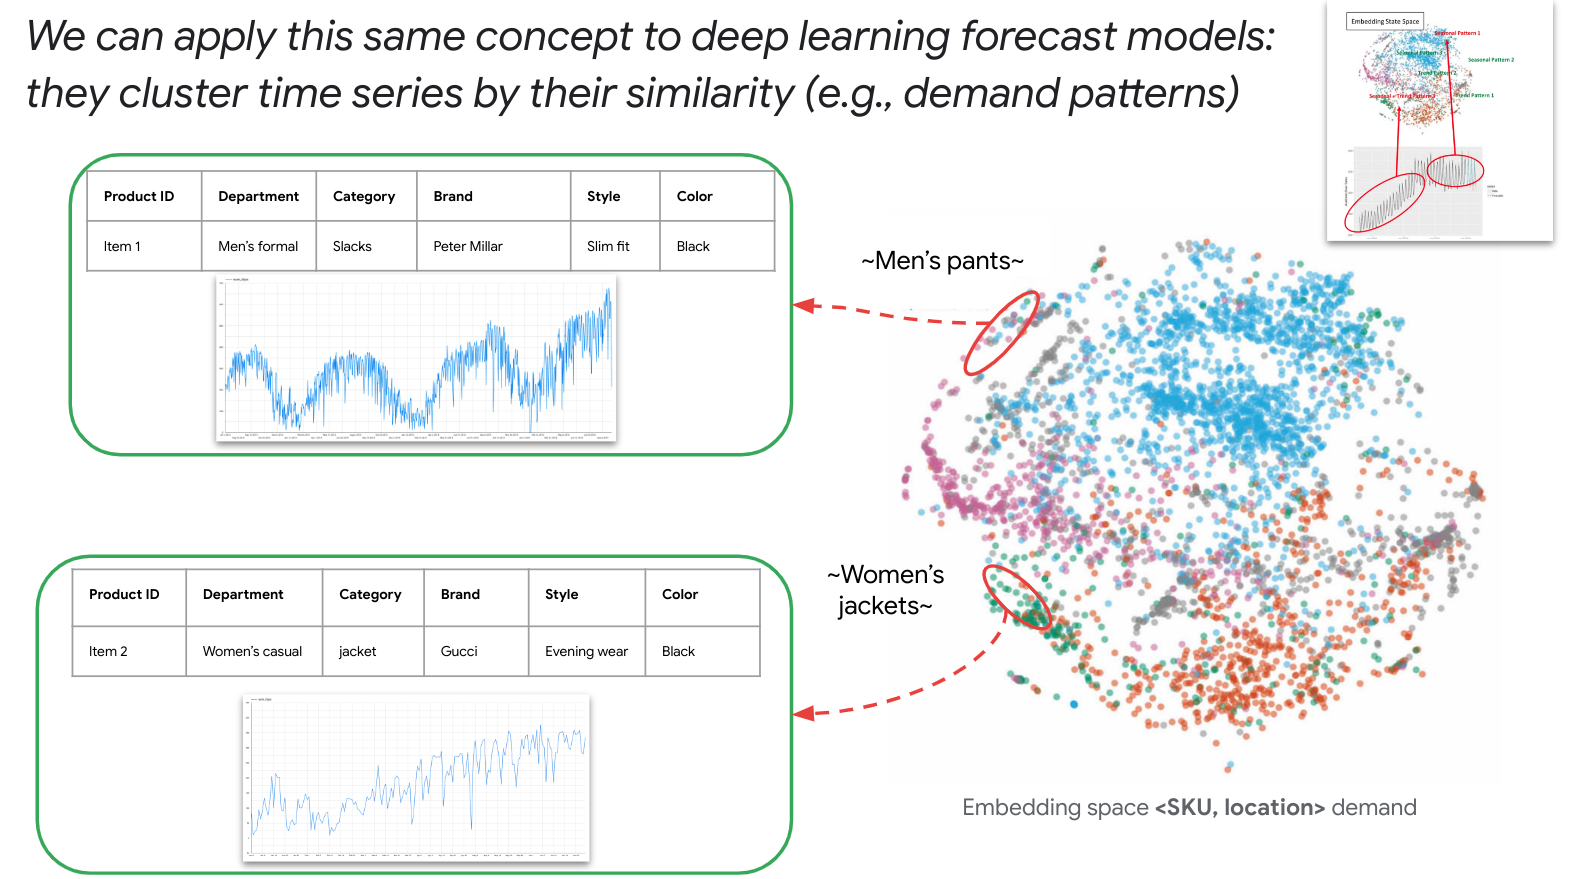 We can apply this same concept to deep learning forecast models:
they cluster time series by their similarity (e.g., demand patterns)
Embedding State Space
Seasonal Pattern 1
Seasonal Pattern 2
Trend Pattern 2
Seasonal + Trend Pattern
Trend Pattern 1
Product ID Department Category Brand Style Color
Item 1 Men's formal Slacks Peter Millar Slim fit Black
~Men's pants~
~Women's
jackets~
Product ID Department Category Brand Style Color
Item 2 Women's casual jacket Gucci Evening wear Black
Embedding space <SKU, location> demand